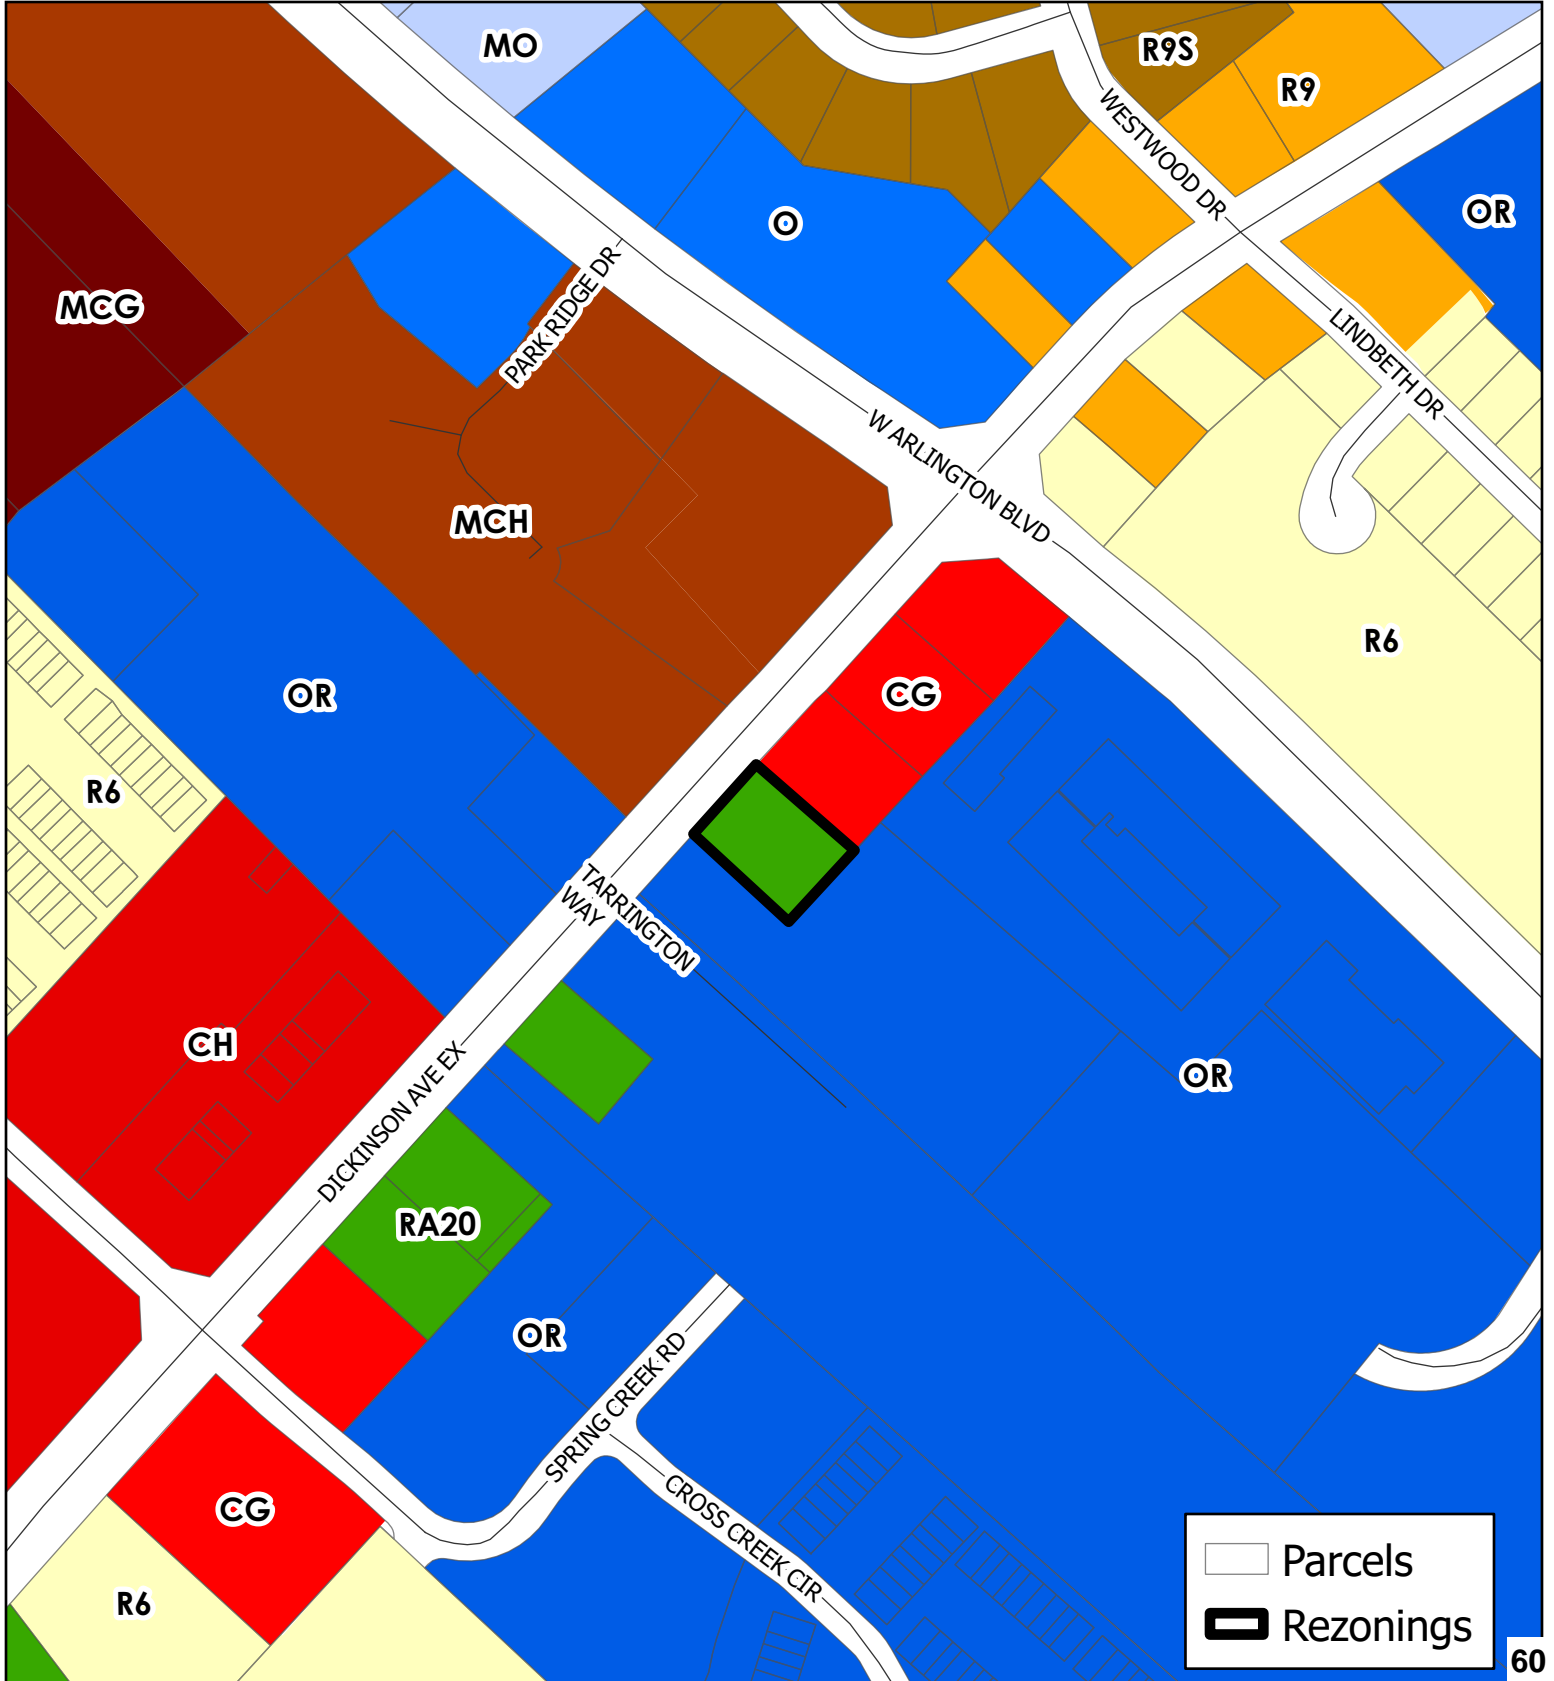 MO
R9S
R9
WESTWOOD DR
OR
O
MCG
PARK RIDGE DR
LINDBETH DR
W ARLINGTON BLVD
MCH
R6
OR
CG
R6
TARRINGTON
WAY
CH
DICKINSON AVE EX
OR
RA20
OR
SPRING CREEK RD
CG
CROSS CREEK CIR
R6
Parcels
Rezonings
60